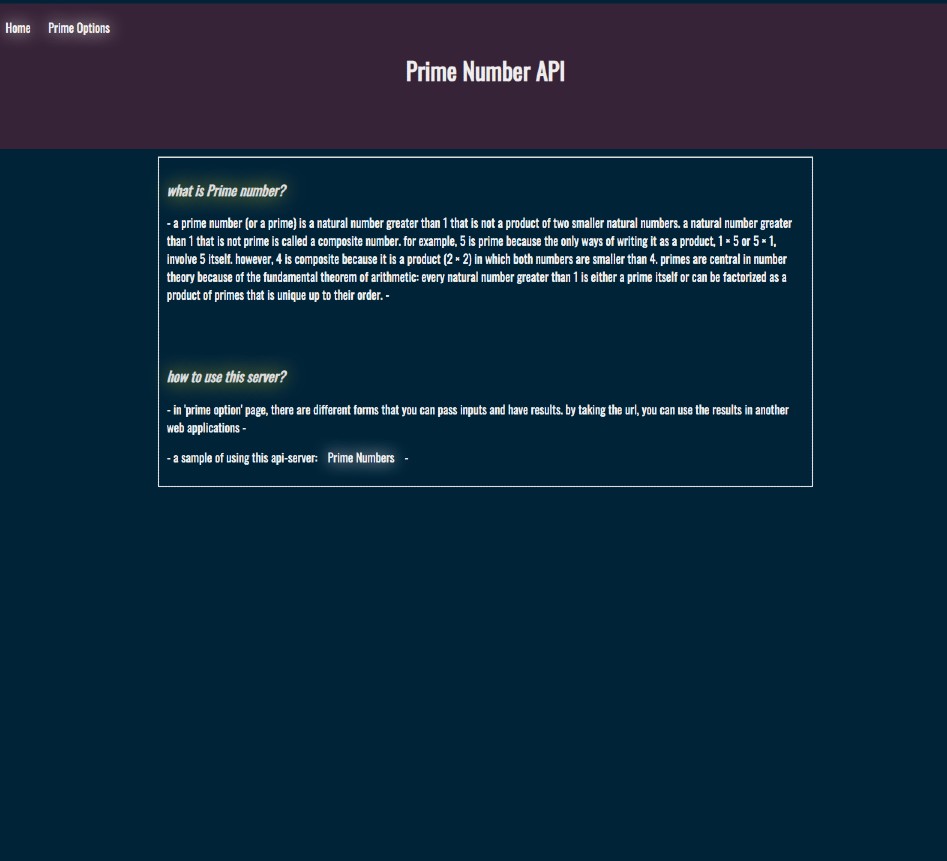 Home Prime Options
Prime Number API
what is Prime number?
- a prime number (or a prime) is a natural number greater than 1 that is not a product of two smaller natural numbers. a natural number greater
than 1 that is not prime is called a composite number. for example, 5 is prime because the only ways of writing it as a product, 1 × 5 or 5 × 1,
involve 5 itself. however, 4 is composite because it is a product (2 × 2) in which both numbers are smaller than 4. primes are central in number
theory because of the fundamental theorem of arithmetic: every natural number greater than 1 is either a prime itself or can be factorized as a
product of primes that is unique up to their order. -
how to use this server?
- in 'prime option' page, there are different forms that you can pass inputs and have results. by taking the url, you can use the results in another
web applications -
- a sample of using this api-server: Prime Numbers -